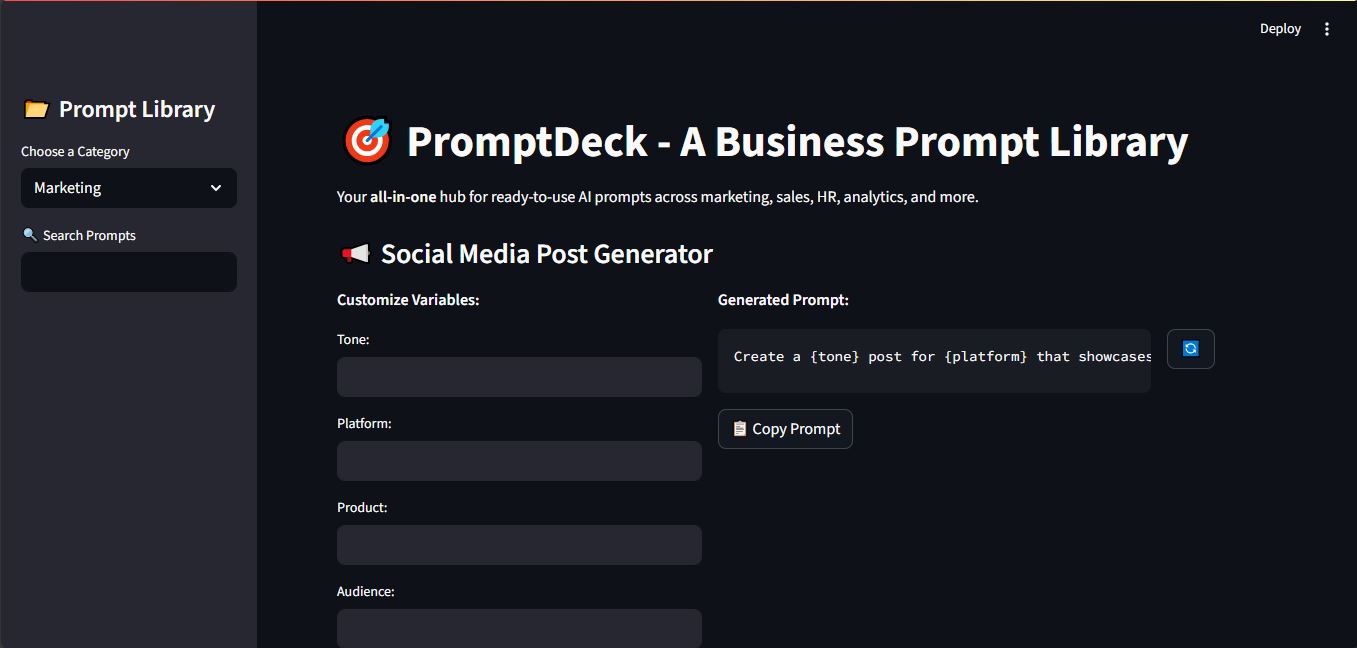 Deploy
Prompt Library
Choose a Category
Marketing
Search Prompts
PromptDeck - A Business Prompt Library
Your all-in-one hub for ready-to-use AI prompts across marketing, sales, HR, analytics, and more.
Social Media Post Generator
Customize Variables:
Tone:
Platform:
Product:
Audience:
Generated Prompt:
Create a {tone} post for {platform} that showcases
Copy Prompt